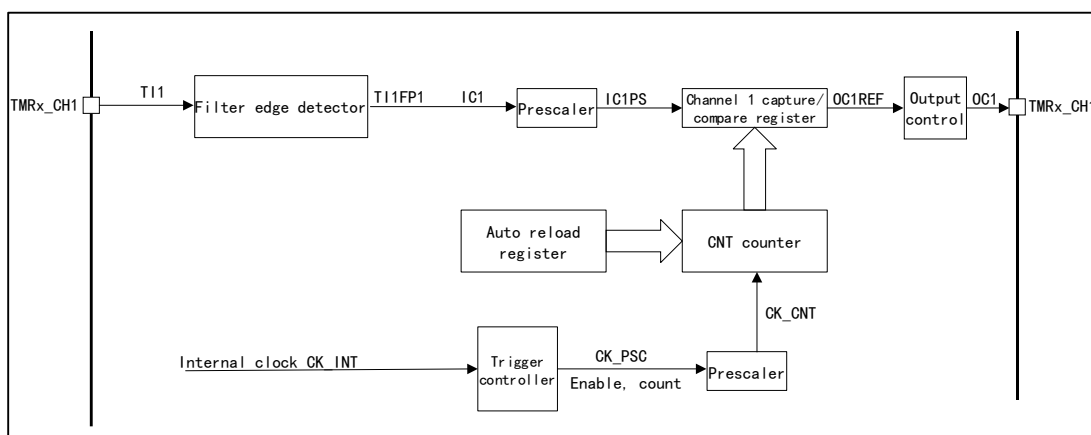 TMRx_CH1
TI1
Filter edge detector
TI1FP1
IC1
Prescaler
IC1PS
Channel 1 capture/
compare register
OC1REF
Output
control
OC1
TMRx_CH1
Auto reload
register
CNT counter
CK_CNT
Internal clock CK_INT
Trigger
controller
CK_PSC
Enable, count
Prescaler